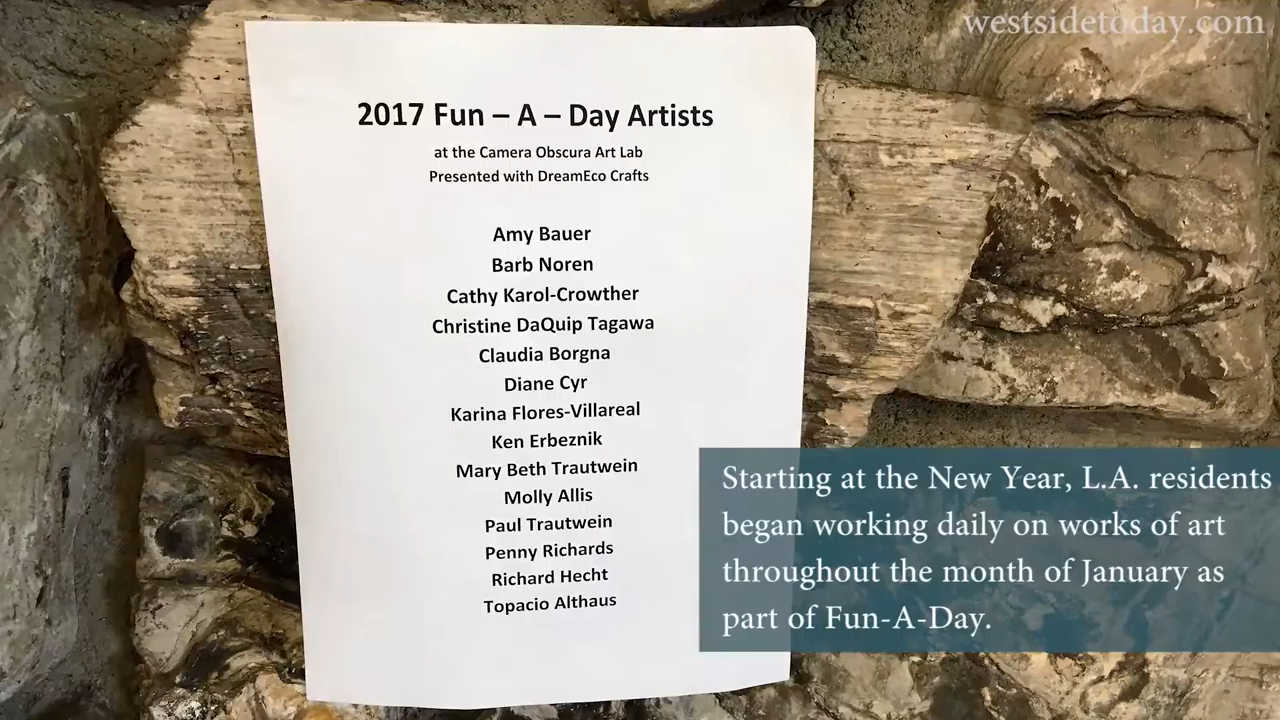 westsidetoday.com
2017 Fun – A – Day Artists
at the Camera Obscura Art Lab
Presented with DreamEco Crafts
Amy Bauer
Barb Noren
Cathy Karol-Crowther
Christine DaQuip Tagawa
Claudia Borgna
Diane Cyr
Karina Flores-Villareal
Ken Erbeznik
Mary Beth Trautwein
Molly Allis
Paul Trautwein
Penny Richards
Richard Hecht
Topacio Althaus
Starting at the New Year, L.A. residents
began working daily on works of art
throughout the month of January as
part of Fun-A-Day.